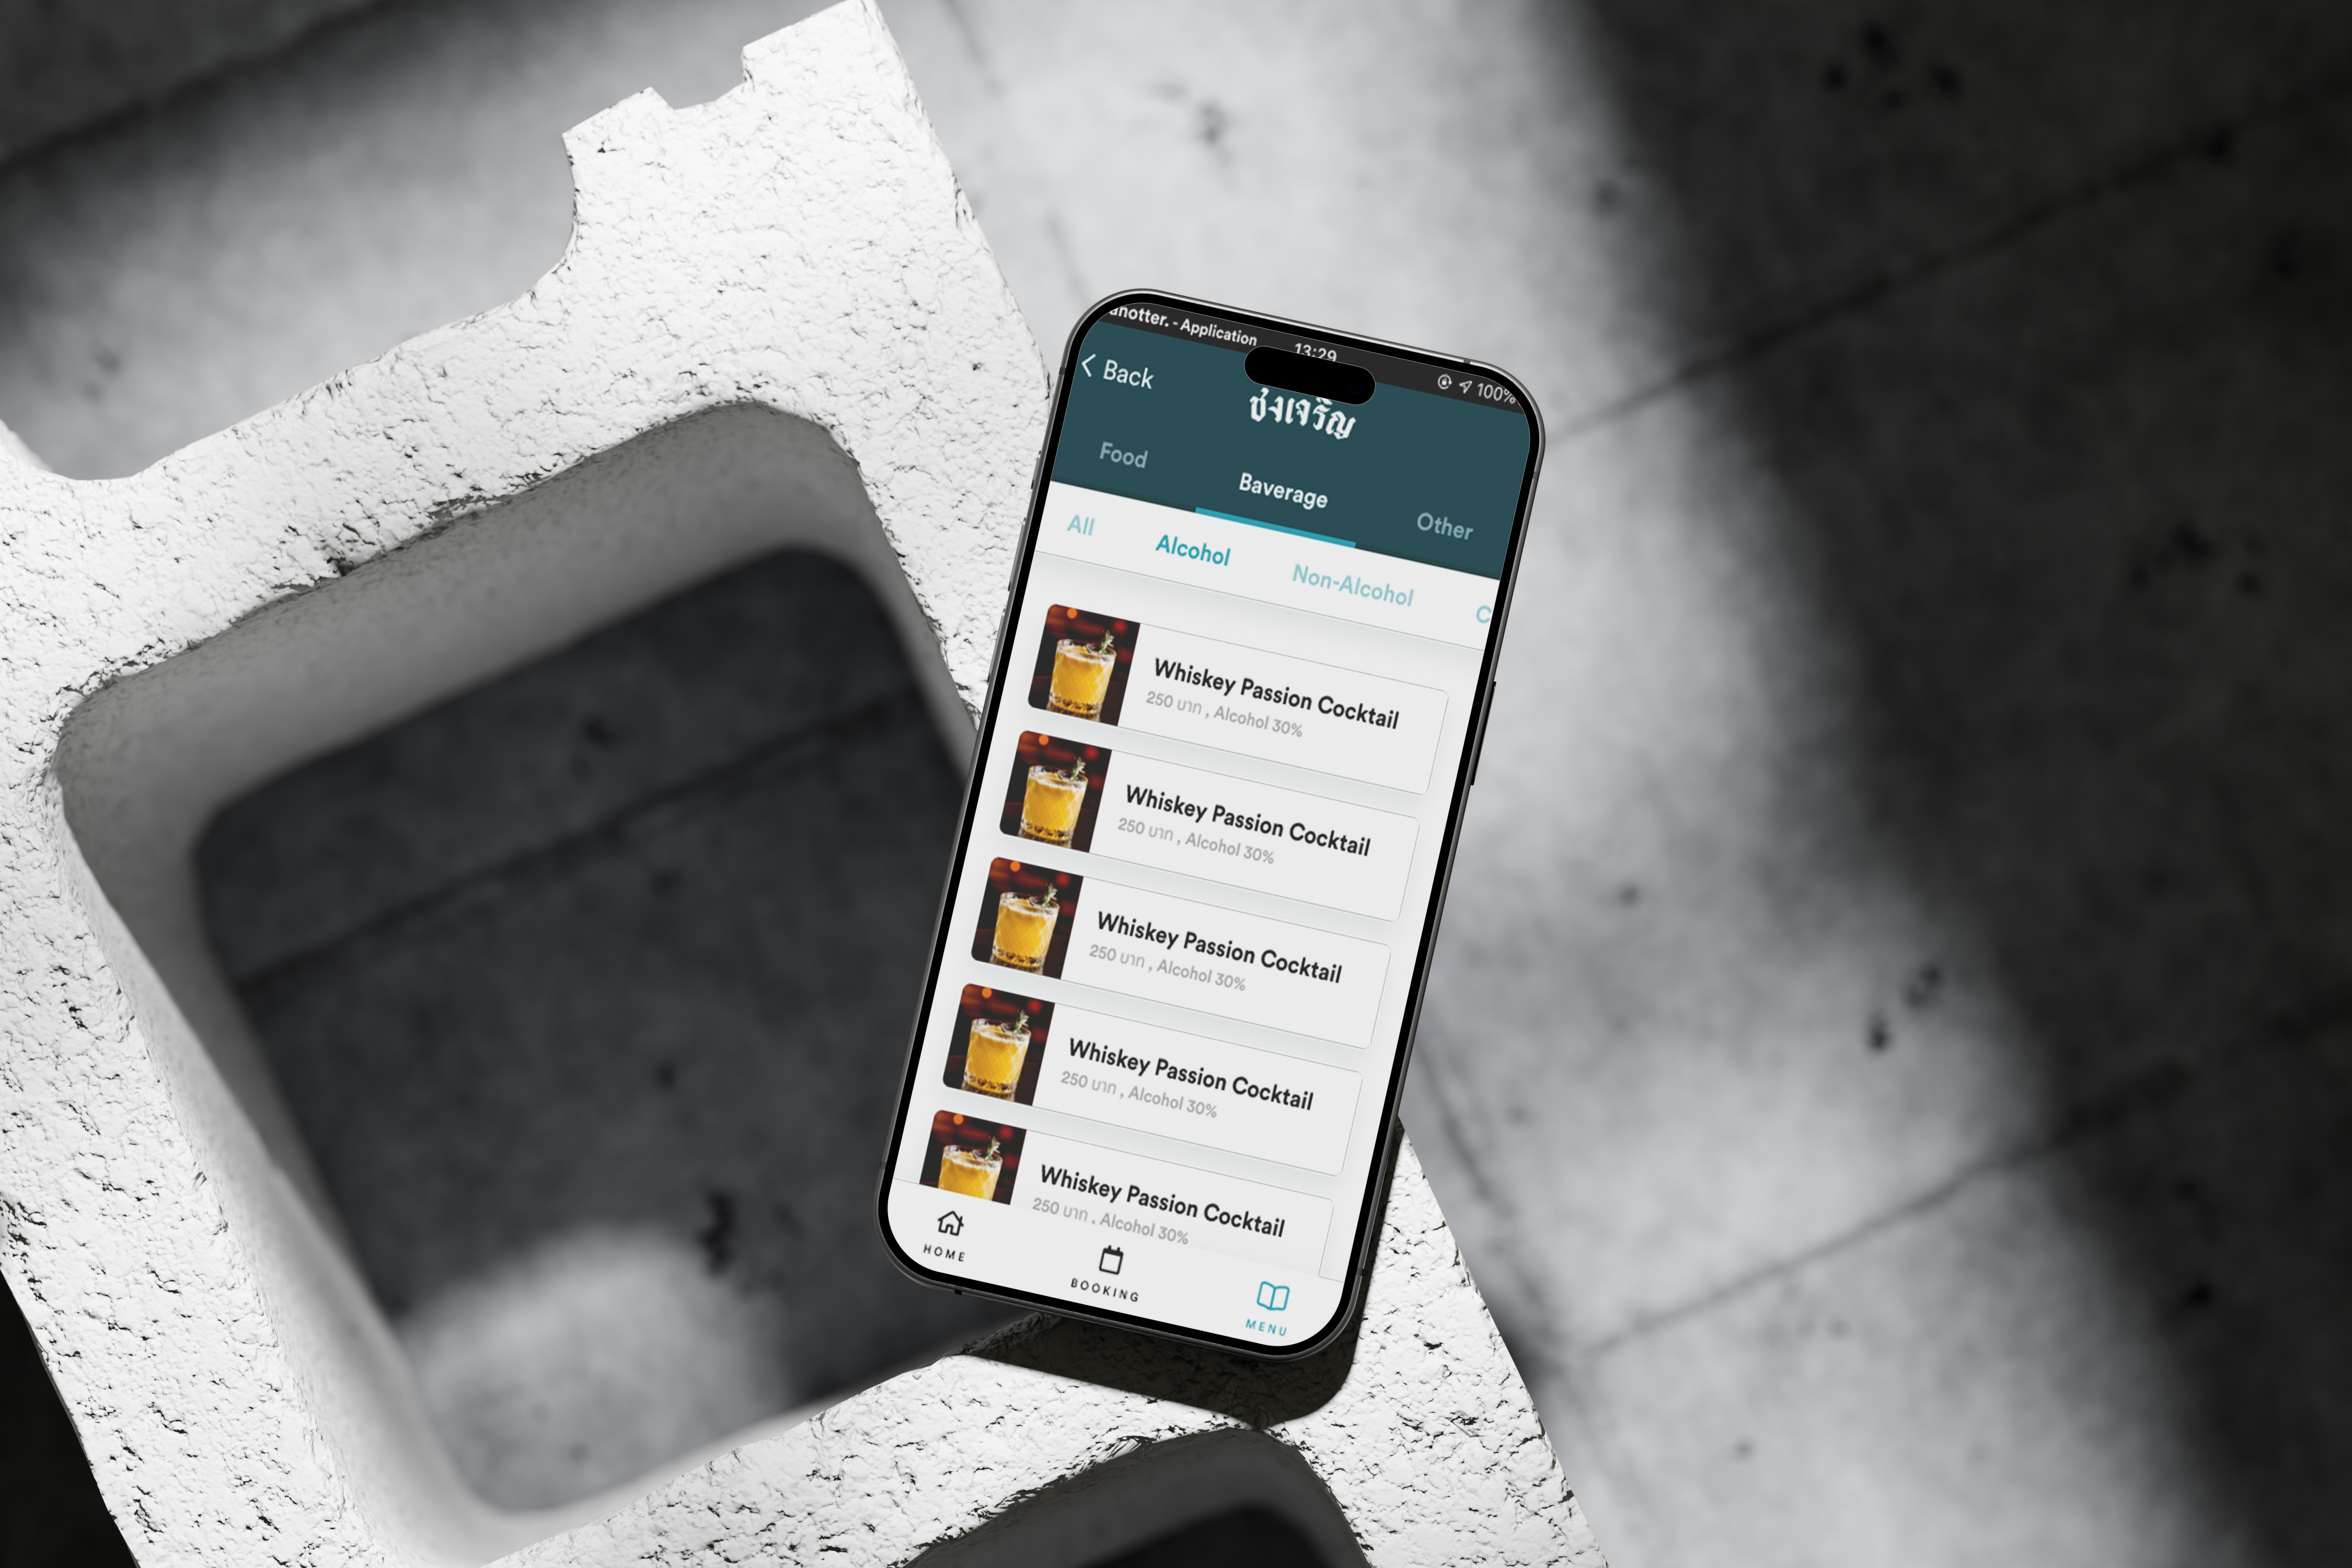 anotter. - Application 13:29 100%
Back
ชงเจริญ
Food Baverage Other
All Alcohol Non-Alcohol C
Whiskey Passion Cocktail
250 บาท , Alcohol 30%
Whiskey Passion Cocktail
250 บาท , Alcohol 30%
Whiskey Passion Cocktail
250 บาท , Alcohol 30%
Whiskey Passion Cocktail
250 บาท , Alcohol 30%
Whiskey Passion Cocktail
250 บาท , Alcohol 30%
HOME BOOKING MENU